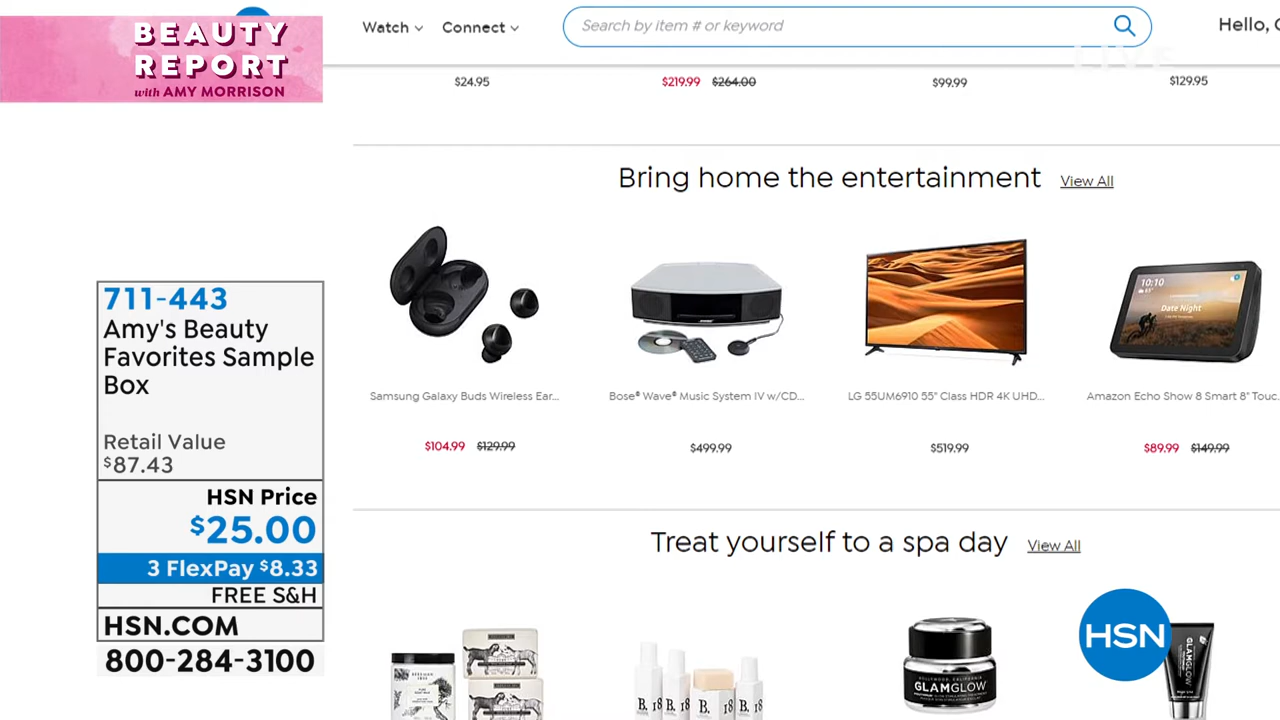 BEAUTY
REPORT
with AMY MORRISON
Watch
Connect
Search by item # or keyword
Hello,
LIVE
$24.95
$219.99 $264.00
$99.99
$129.95
Bring home the entertainment
View All
10:10
Date Night
Samsung Galaxy Buds Wireless Ear...
Bose® Wave® Music System IV w/CD...
LG 55UM6910 55" Class HDR 4K UHD...
Amazon Echo Show 8 Smart 8" Touc...
$104.99 $129.99
$499.99
$519.99
$89.99 $149.99
711-443
Amy's Beauty
Favorites Sample
Box
Retail Value
$87.43
HSN Price
$25.00
3 FlexPay $8.33
FREE S&H
HSN.COM
800-284-3100
Treat yourself to a spa day
View All
B. 18
B. 18
GLAMGLOW
HSN
GLAMGLOW